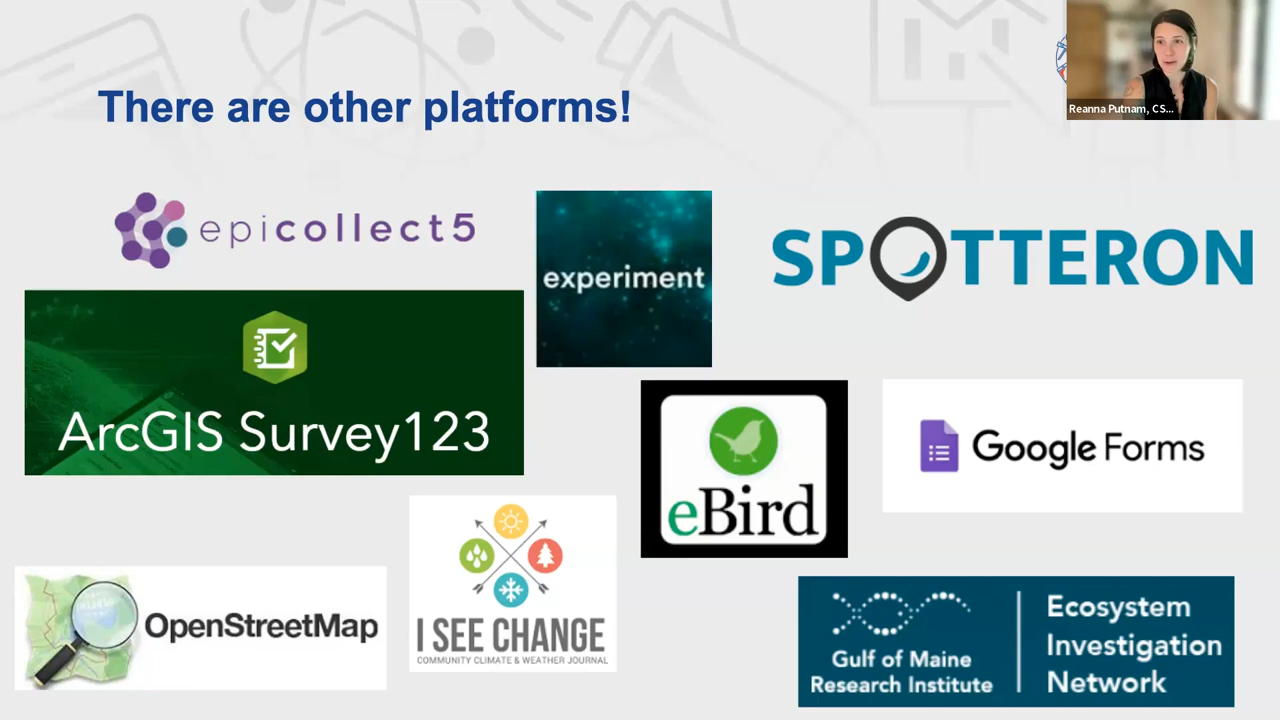 There are other platforms!
Reanna Putnam, CS...
epicollect5
experiment
SPOTTERON
ArcGIS Survey123
eBird
Google Forms
OpenStreetMap
I SEE CHANGE
COMMUNITY CLIMATE & WEATHER JOURNAL
Gulf of Maine
Research Institute
Ecosystem
Investigation
Network